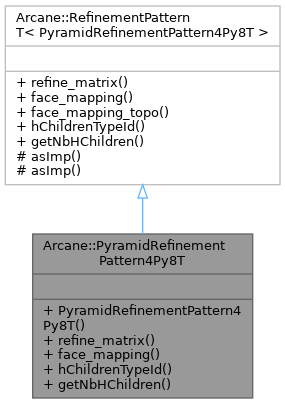 Arcane::RefinementPattern
T< PyramidRefinementPattern4Py8T >
+ refine_matrix()
+ face_mapping()
+ face_mapping_topo()
+ hChildrenTypeId()
+ getNbHChildren()
# asImp()
# asImp()
Arcane::PyramidRefinement
Pattern4Py8T
+ PyramidRefinementPattern4
Py8T()
+ refine_matrix()
+ face_mapping()
+ hChildrenTypeId()
+ getNbHChildren()